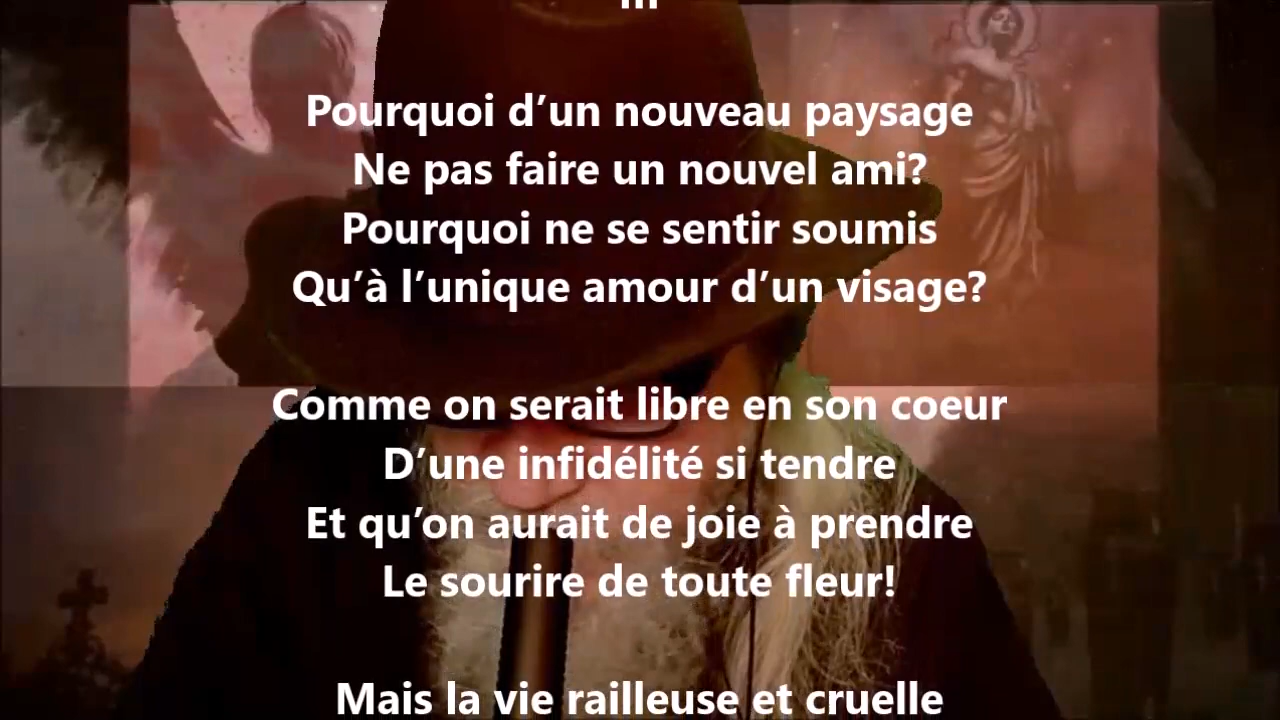 III
Pourquoi d’un nouveau paysage
Ne pas faire un nouvel ami?
Pourquoi ne se sentir soumis
Qu’à l’unique amour d’un visage?
Comme on serait libre en son coeur
D’une infidélité si tendre
Et qu’on aurait de joie à prendre
Le sourire de toute fleur!
Mais la vie railleuse et cruelle